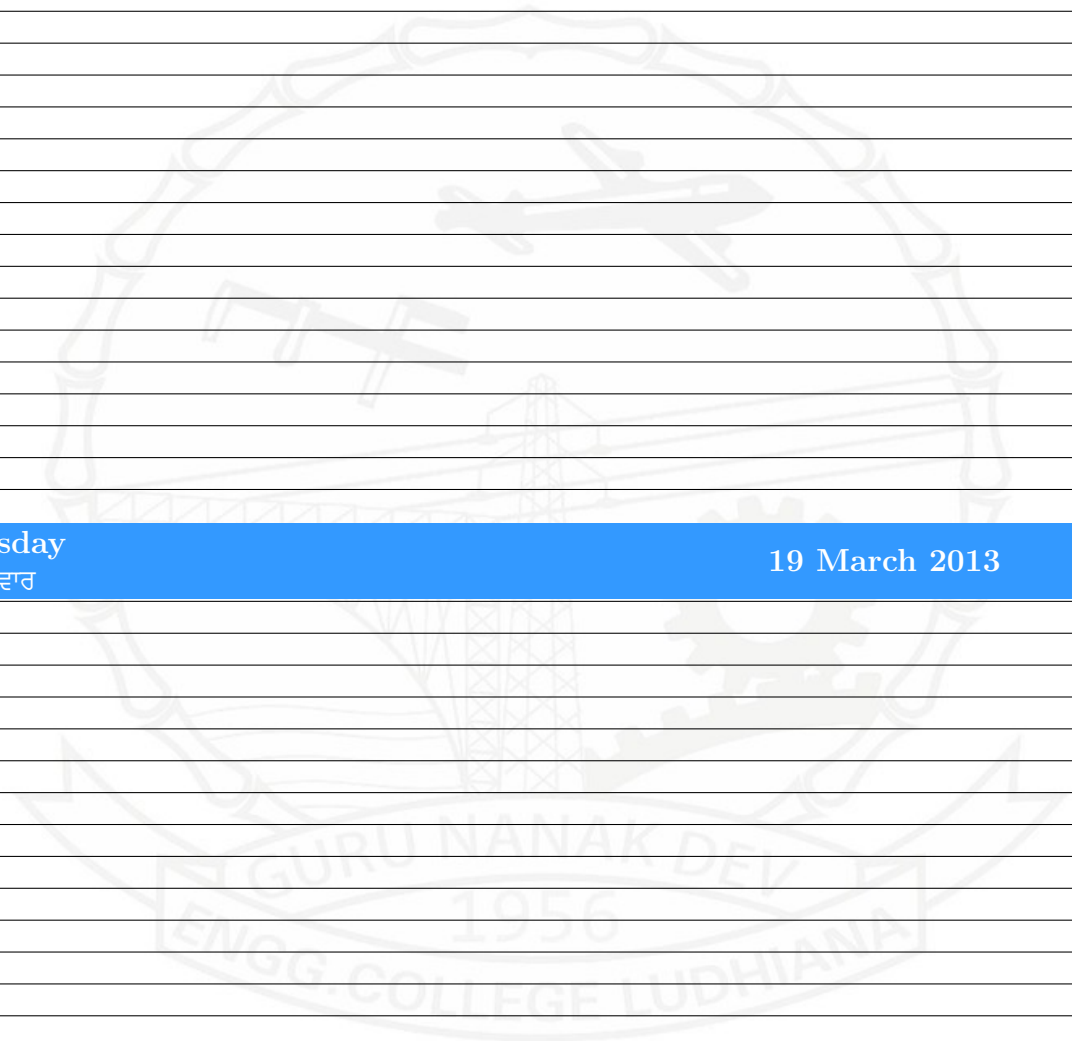 sday
ਵਾਰ
19 March 2013
GURU NANAK DEV
1956
ENGG. COLLEGE LUDHIANA